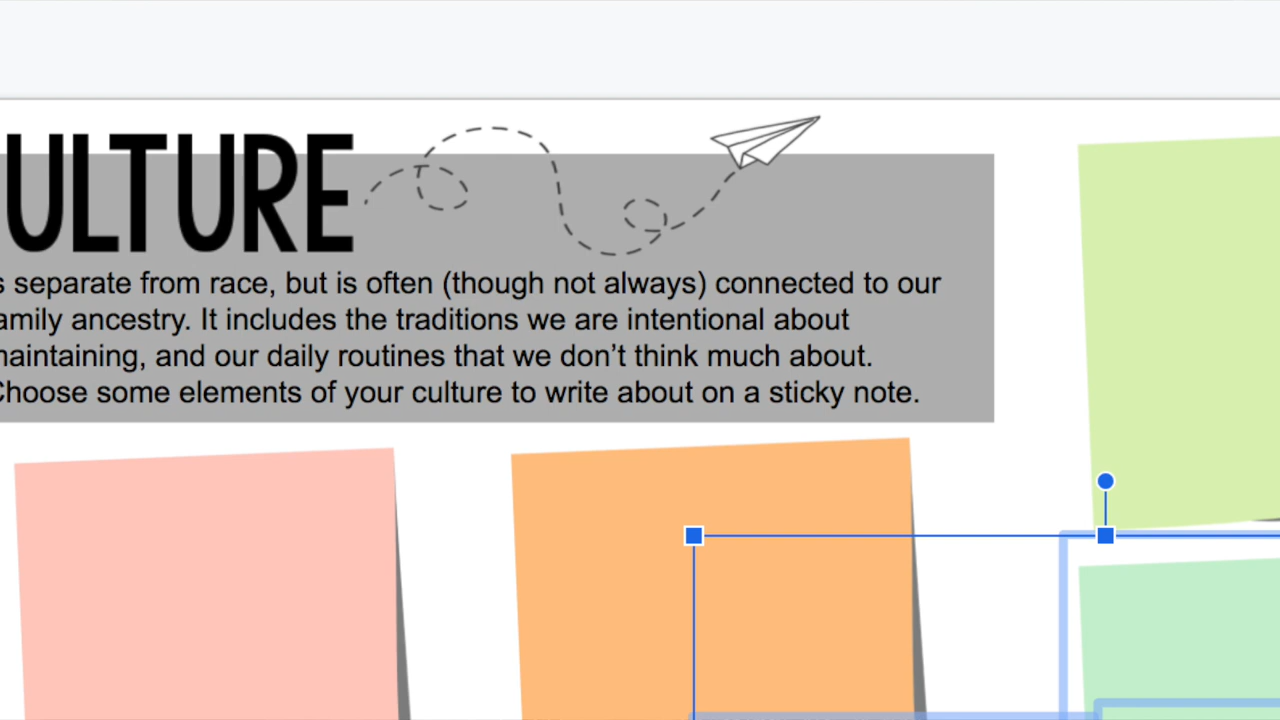 ULTURE
s separate from race, but is often (though not always) connected to our
amily ancestry. It includes the traditions we are intentional about
naintaining, and our daily routines that we don't think much about.
Choose some elements of your culture to write about on a sticky note.